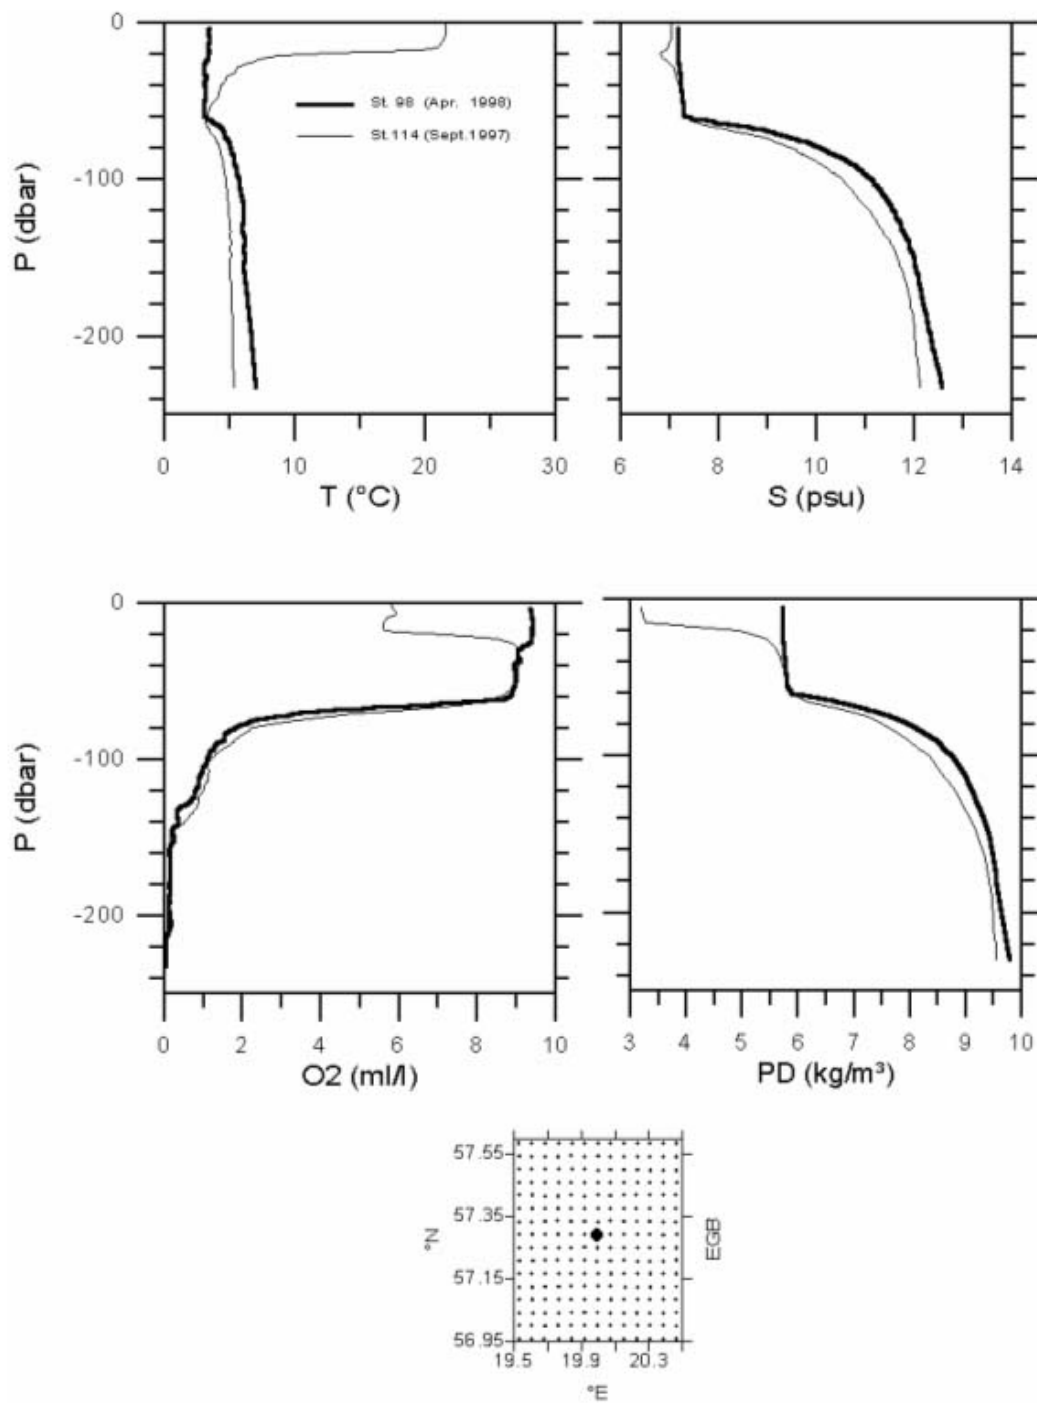 0
-100
-200
P (dbar)
St. 98 (Apr. 1998)
St.114 (Sept.1997)
0 10 20 30
T (°C)
6 8 10 12 14
S (psu)
0
-100
-200
P (dbar)
0 2 4 6 8 10
O2 (ml/l)
3 4 5 6 7 8 9 10
PD (kg/m³)
57.55
57.35
57.15
56.95
°N
EGB
19.5 19.9 20.3
°E